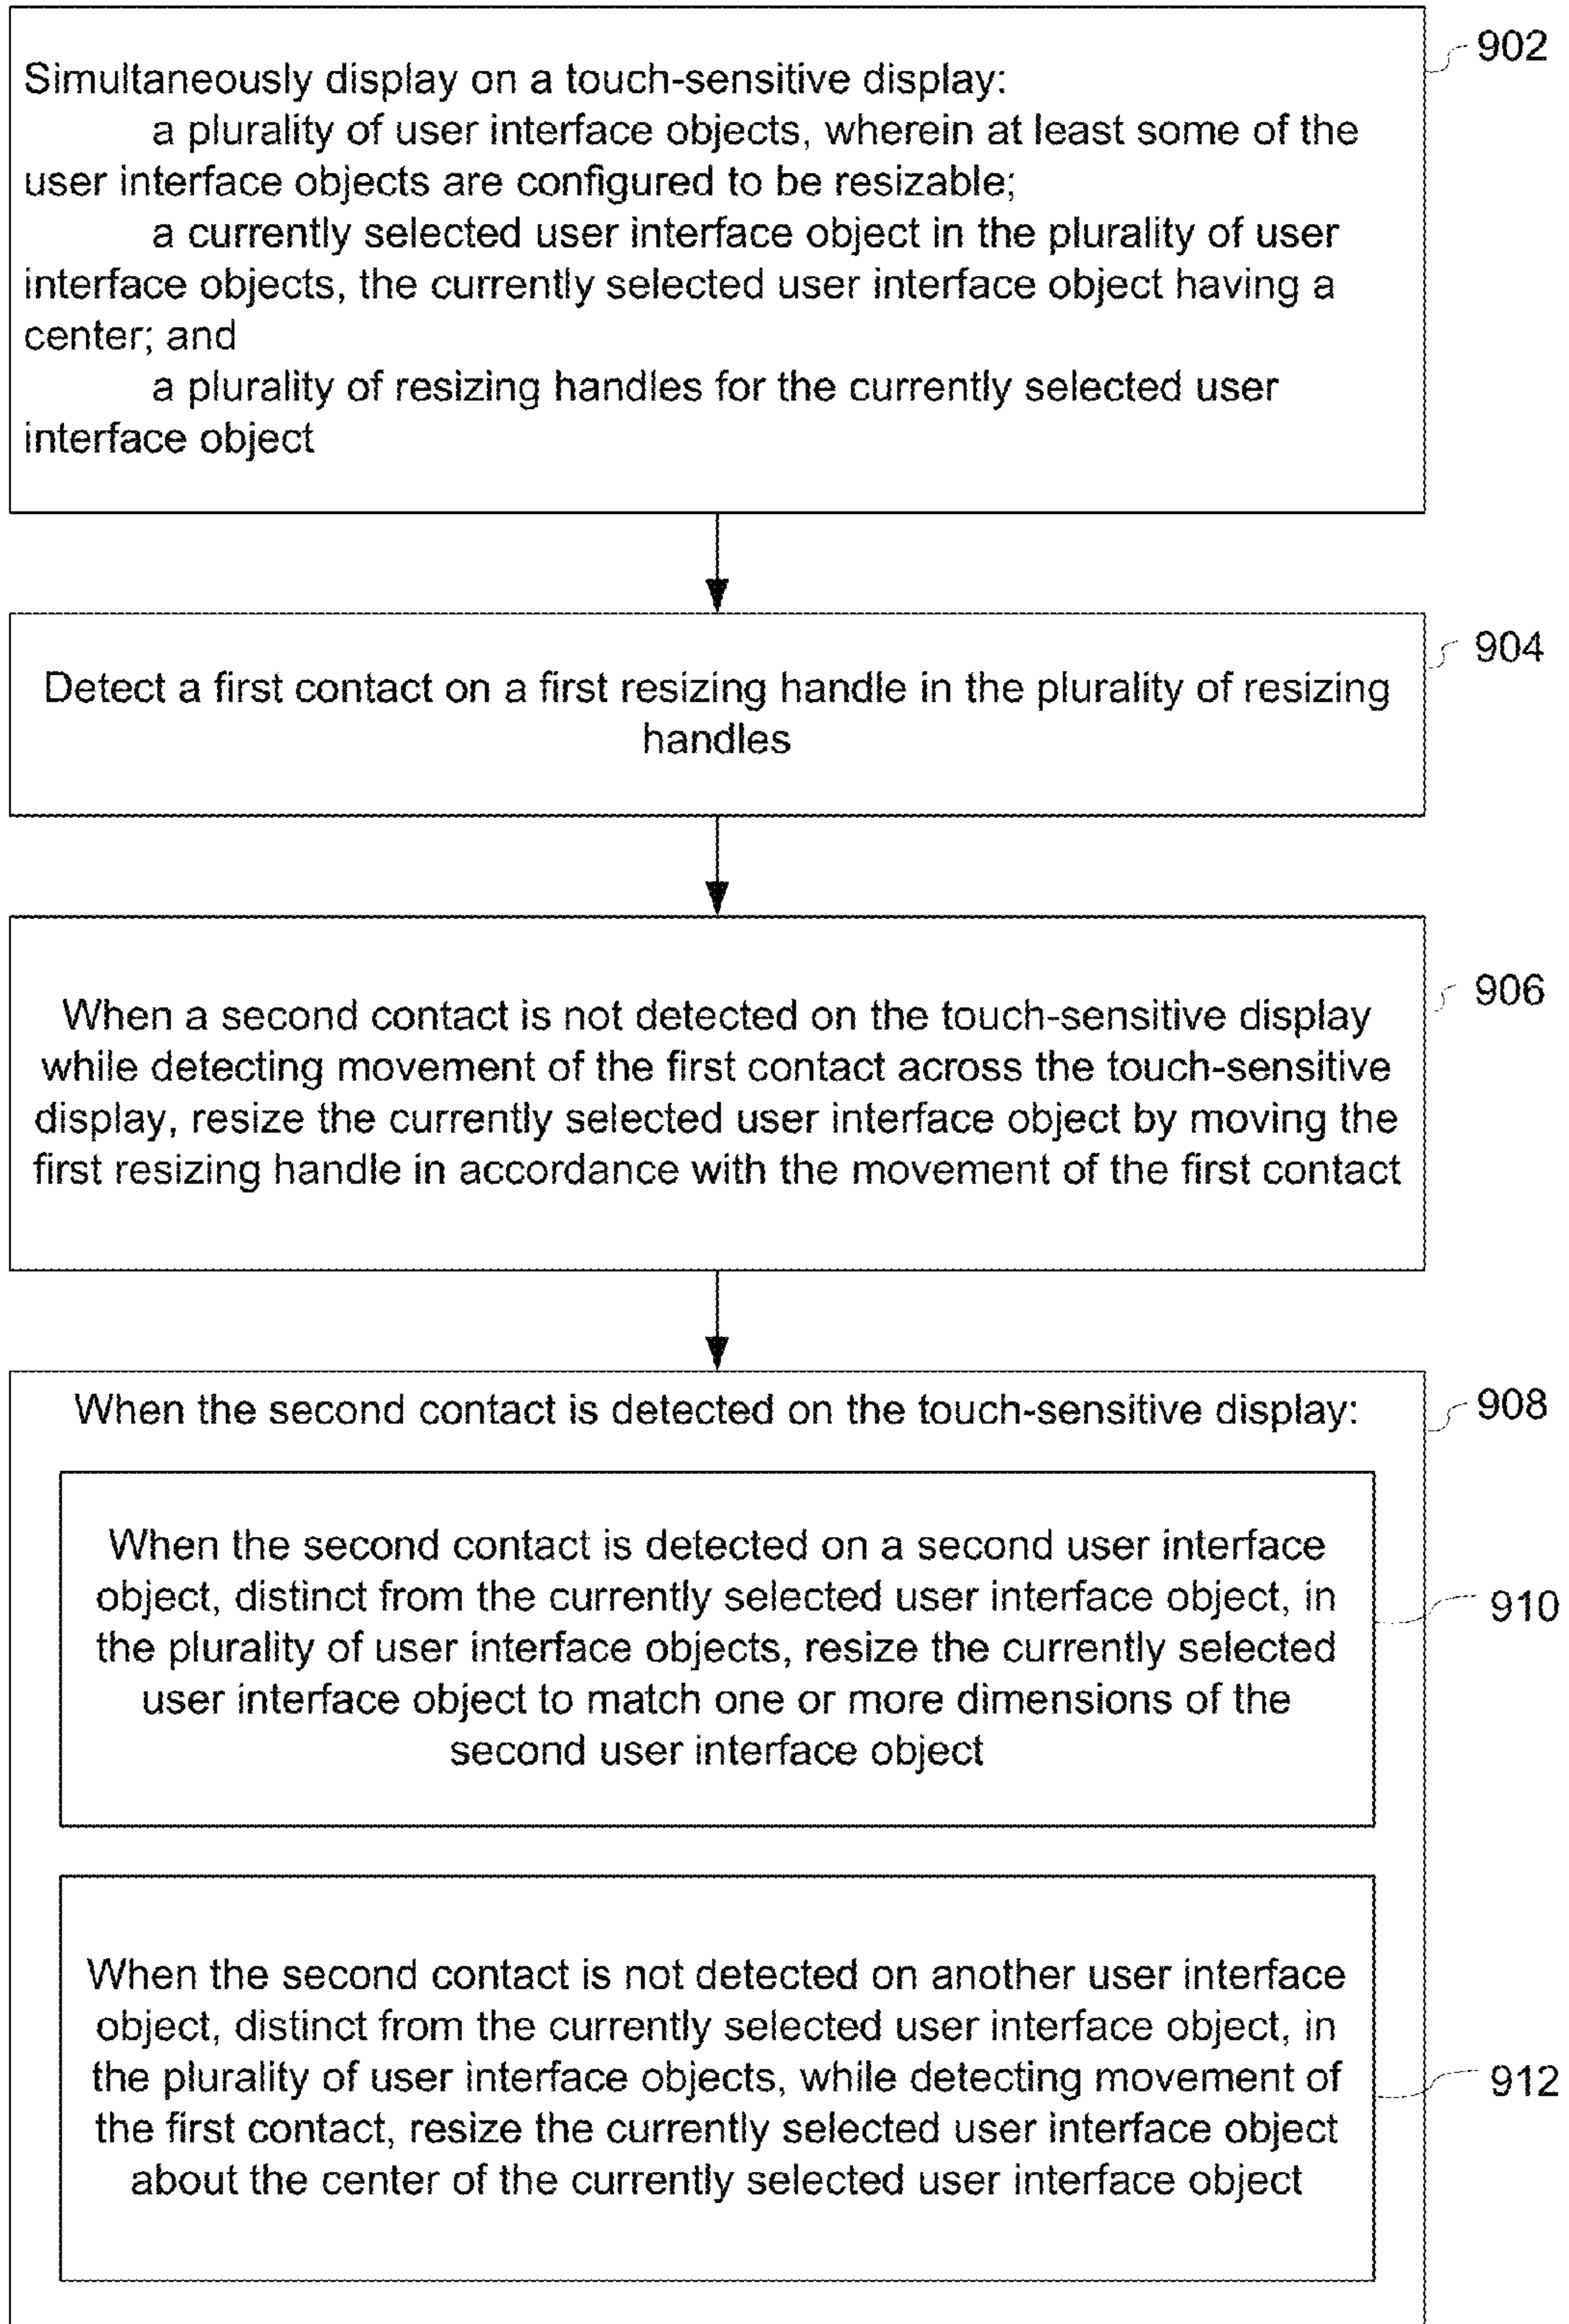 902
Simultaneously display on a touch-sensitive display:
a plurality of user interface objects, wherein at least some of the
user interface objects are configured to be resizable;
a currently selected user interface object in the plurality of user
interface objects, the currently selected user interface object having a
center; and
a plurality of resizing handles for the currently selected user
interface object
904
Detect a first contact on a first resizing handle in the plurality of resizing
handles
906
When a second contact is not detected on the touch-sensitive display
while detecting movement of the first contact across the touch-sensitive
display, resize the currently selected user interface object by moving the
first resizing handle in accordance with the movement of the first contact
908
When the second contact is detected on the touch-sensitive display:
When the second contact is detected on a second user interface
object, distinct from the currently selected user interface object, in
910
the plurality of user interface objects, resize the currently selected
user interface object to match one or more dimensions of the
second user interface object
When the second contact is not detected on another user interface
object, distinct from the currently selected user interface object, in
the plurality of user interface objects, while detecting movement of
912
the first contact, resize the currently selected user interface object
about the center of the currently selected user interface object